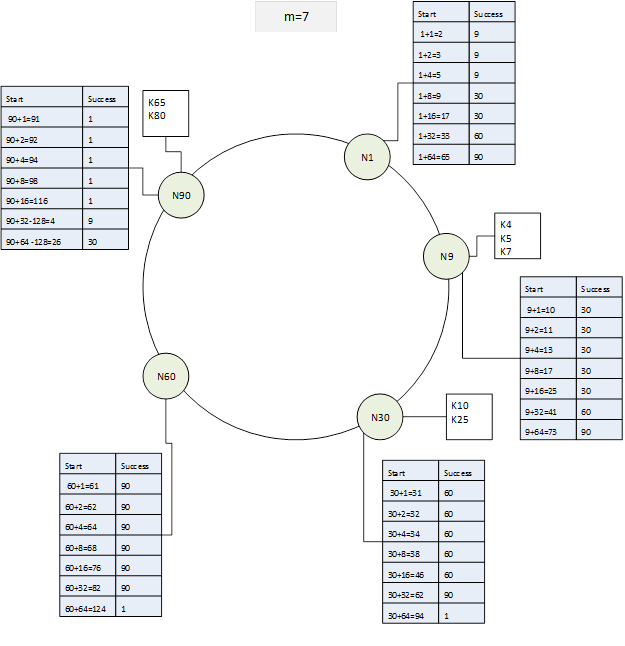 m=7
Start Success
1+1=2 9
1+2=3 9
1+4=5 9
1+8=9 30
1+16=17 30
1+32=33 60
1+64=65 90
Start Success
90+1=91 1
90+2=92 1
90+4=94 1
90+8=98 1
90+16=116 1
90+32-128=4 9
90+64-128=26 30
K65
K80
N1
N90
K4
K5
K7
N9
Start Success
9+1=10 30
9+2=11 30
9+4=13 30
9+8=17 30
9+16=25 30
9+32=41 60
9+64=73 90
N60
K10
K25
N30
Start Success
60+1=61 90
60+2=62 90
60+4=64 90
60+8=68 90
60+16=76 90
60+32=82 90
60+64=124 1
Start Success
30+1=31 60
30+2=32 60
30+4=34 60
30+8=38 60
30+16=46 60
30+32=62 90
30+64=94 1